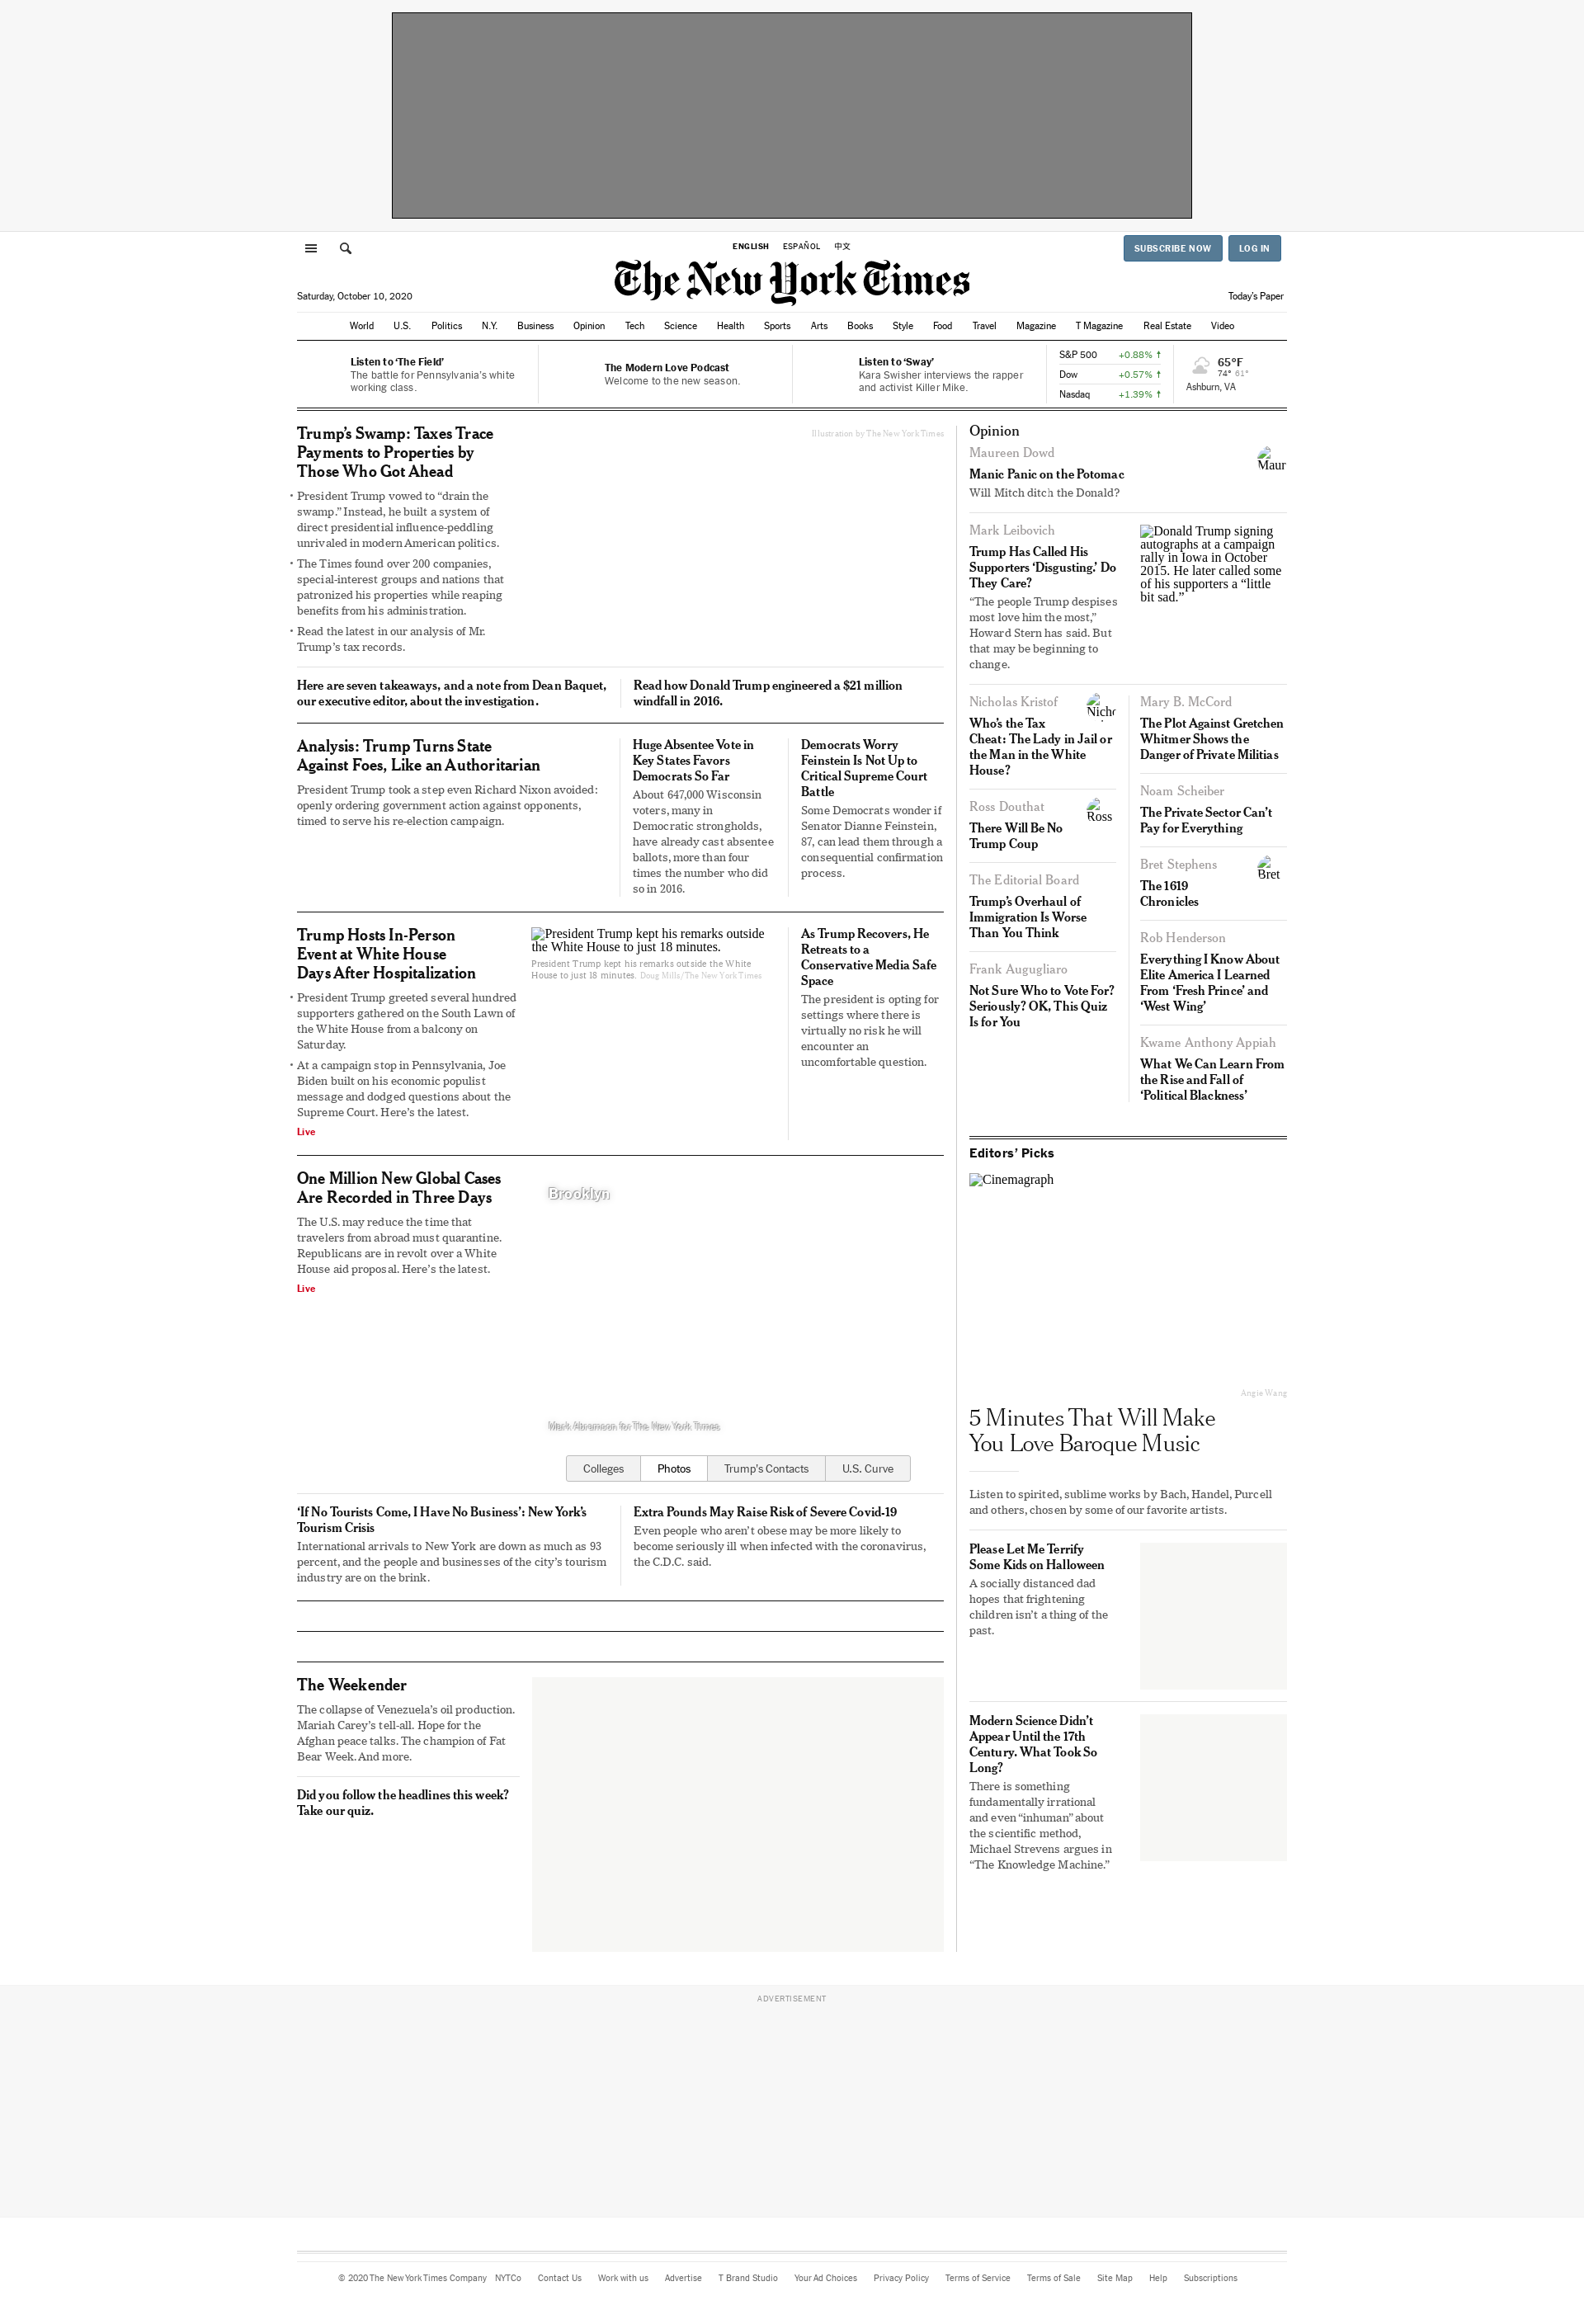 ENGLISH ESPAÑOL 中文
SUBSCRIBE NOW LOG IN
The New York Times
Saturday, October 10, 2020
Today's Paper
World U.S. Politics N.Y. Business Opinion Tech Science Health Sports Arts Books Style Food Travel Magazine T Magazine Real Estate Video
Listen to ‘The Field’
The battle for Pennsylvania's white
working class.
The Modern Love Podcast
Welcome to the new season.
Listen to ‘Sway’
Kara Swisher interviews the rapper
and activist Killer Mike.
S&P 500 +0.88% ↑
Dow +0.57% ↑
Nasdaq +1.39% ↑
65°F
74° 61°
Ashburn, VA
Trump’s Swamp: Taxes Trace
Payments to Properties by
Those Who Got Ahead
• President Trump vowed to “drain the
swamp.” Instead, he built a system of
direct presidential influence-peddling
unrivaled in modern American politics.
• The Times found over 200 companies,
special-interest groups and nations that
patronized his properties while reaping
benefits from his administration.
• Read the latest in our analysis of Mr.
Trump’s tax records.
Illustration by The New York Times
Here are seven takeaways, and a note from Dean Baquet,
our executive editor, about the investigation.
Read how Donald Trump engineered a $21 million
windfall in 2016.
Analysis: Trump Turns State
Against Foes, Like an Authoritarian
President Trump took a step even Richard Nixon avoided:
openly ordering government action against opponents,
timed to serve his re-election campaign.
Huge Absentee Vote in
Key States Favors
Democrats So Far
About 647,000 Wisconsin
voters, many in
Democratic strongholds,
have already cast absentee
ballots, more than four
times the number who did
so in 2016.
Democrats Worry
Feinstein Is Not Up to
Critical Supreme Court
Battle
Some Democrats wonder if
Senator Dianne Feinstein,
87, can lead them through a
consequential confirmation
process.
Trump Hosts In-Person
Event at White House
Days After Hospitalization
• President Trump greeted several hundred
supporters gathered on the South Lawn of
the White House from a balcony on
Saturday.
• At a campaign stop in Pennsylvania, Joe
Biden built on his economic populist
message and dodged questions about the
Supreme Court. Here’s the latest.
Live
President Trump kept his remarks outside
the White House to just 18 minutes.
President Trump kept his remarks outside the White
House to just 18 minutes. Doug Mills/The New York Times
As Trump Recovers, He
Retreats to a
Conservative Media Safe
Space
The president is opting for
settings where there is
virtually no risk he will
encounter an
uncomfortable question.
One Million New Global Cases
Are Recorded in Three Days
The U.S. may reduce the time that
travelers from abroad must quarantine.
Republicans are in revolt over a White
House aid proposal. Here’s the latest.
Live
Brooklyn
Mark Abramson for The New York Times
Colleges Photos Trump's Contacts U.S. Curve
‘If No Tourists Come, I Have No Business’: New York’s
Tourism Crisis
International arrivals to New York are down as much as 93
percent, and the people and businesses of the city’s tourism
industry are on the brink.
Extra Pounds May Raise Risk of Severe Covid-19
Even people who aren’t obese may be more likely to
become seriously ill when infected with the coronavirus,
the C.D.C. said.
The Weekender
The collapse of Venezuela’s oil production.
Mariah Carey’s tell-all. Hope for the
Afghan peace talks. The champion of Fat
Bear Week. And more.
Did you follow the headlines this week?
Take our quiz.
Opinion
Maureen Dowd
Manic Panic on the Potomac
Will Mitch ditch the Donald?
Maur
Mark Leibovich
Trump Has Called His
Supporters ‘Disgusting.’ Do
They Care?
“The people Trump despises
most love him the most,”
Howard Stern has said. But
that may be beginning to
change.
Donald Trump signing
autographs at a campaign
rally in Iowa in October
2015. He later called some
of his supporters a “little
bit sad.”
Nicholas Kristof
Who’s the Tax
Cheat: The Lady in Jail or
the Man in the White
House?
Nicho
Ross Douthat
There Will Be No
Trump Coup
Ross
The Editorial Board
Trump’s Overhaul of
Immigration Is Worse
Than You Think
Frank Augugliaro
Not Sure Who to Vote For?
Seriously? OK, This Quiz
Is for You
Mary B. McCord
The Plot Against Gretchen
Whitmer Shows the
Danger of Private Militias
Noam Scheiber
The Private Sector Can’t
Pay for Everything
Bret Stephens
The 1619
Chronicles
Bret
Rob Henderson
Everything I Know About
Elite America I Learned
From ‘Fresh Prince’ and
‘West Wing’
Kwame Anthony Appiah
What We Can Learn From
the Rise and Fall of
‘Political Blackness’
Editors’ Picks
Cinemagraph
Angie Wang
5 Minutes That Will Make
You Love Baroque Music
Listen to spirited, sublime works by Bach, Handel, Purcell
and others, chosen by some of our favorite artists.
Please Let Me Terrify
Some Kids on Halloween
A socially distanced dad
hopes that frightening
children isn’t a thing of the
past.
Modern Science Didn’t
Appear Until the 17th
Century. What Took So
Long?
There is something
fundamentally irrational
and even “inhuman” about
the scientific method,
Michael Strevens argues in
“The Knowledge Machine.”
ADVERTISEMENT
© 2020 The New York Times Company NYTCo Contact Us Work with us Advertise T Brand Studio Your Ad Choices Privacy Policy Terms of Service Terms of Sale Site Map Help Subscriptions